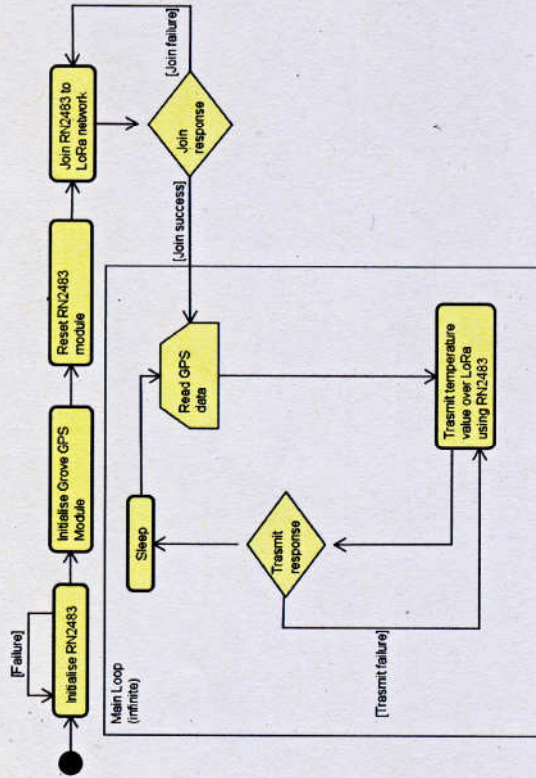 [Failure]
Initialise RN2483
Initialise Grove GPS
Module
Reset RN2483
module
Join RN2483 to
LoRa network
[Join failure]
Join
response
[Join success]
Main Loop
(infinite)
Sleep
Reed GPS
data
Trasmit
response
[Trasmit failure]
Trasmit temperature
value over LoRa
using RN2483